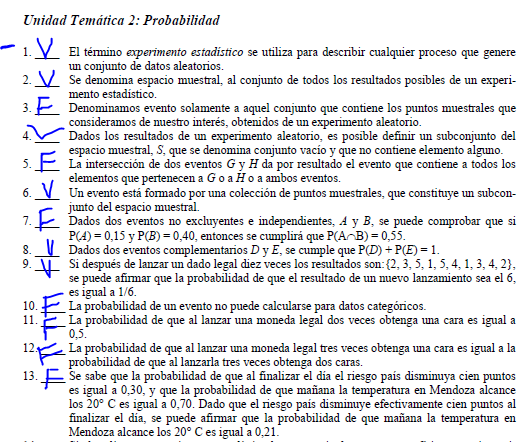 Unidad Temática 2: Probabilidad
1. V El término experimento estadístico se utiliza para describir cualquier proceso que genere
un conjunto de datos aleatorios.
2. V Se denomina espacio muestral, al conjunto de todos los resultados posibles de un experi-
mento estadístico.
3. F Denominamos evento solamente a aquel conjunto que contiene los puntos muestrales que
consideramos de nuestro interés, obtenidos de un experimento aleatorio.
4. V Dados los resultados de un experimento aleatorio, es posible definir un subconjunto del
espacio muestral, S, que se denomina conjunto vacío y que no contiene elemento alguno.
5. F La intersección de dos eventos G y H da por resultado el evento que contiene a todos los
elementos que pertenecen a G o a H o a ambos eventos.
6. V Un evento está formado por una colección de puntos muestrales, que constituye un subcon-
junto del espacio muestral.
7. F Dados dos eventos no excluyentes e independientes, A y B, se puede comprobar que si
P(A) = 0,15 y P(B) = 0,40, entonces se cumplirá que P(A∩B) = 0,55.
8. V Dados dos eventos complementarios D y E, se cumple que P(D) + P(E) = 1.
9. V Si después de lanzar un dado legal diez veces los resultados son:{2, 3, 5, 1, 5, 4, 1, 3, 4, 2},
se puede afirmar que la probabilidad de que el resultado de un nuevo lanzamiento sea el 6,
es igual a 1/6.
10. F La probabilidad de un evento no puede calcularse para datos categóricos.
11. F La probabilidad de que al lanzar una moneda legal dos veces obtenga una cara es igual a
0,5.
12. F La probabilidad de que al lanzar una moneda legal tres veces obtenga una cara es igual a la
probabilidad de que al lanzarla tres veces obtenga dos caras.
13. F Se sabe que la probabilidad de que al finalizar el día el riesgo país disminuya cien puntos
es igual a 0,30, y que la probabilidad de que mañana la temperatura en Mendoza alcance
los 20° C es igual a 0,70. Dado que el riesgo país disminuye efectivamente cien puntos al
finalizar el día, se puede afirmar que la probabilidad de que mañana la temperatura en
Mendoza alcance los 20° C es igual a 0,21.